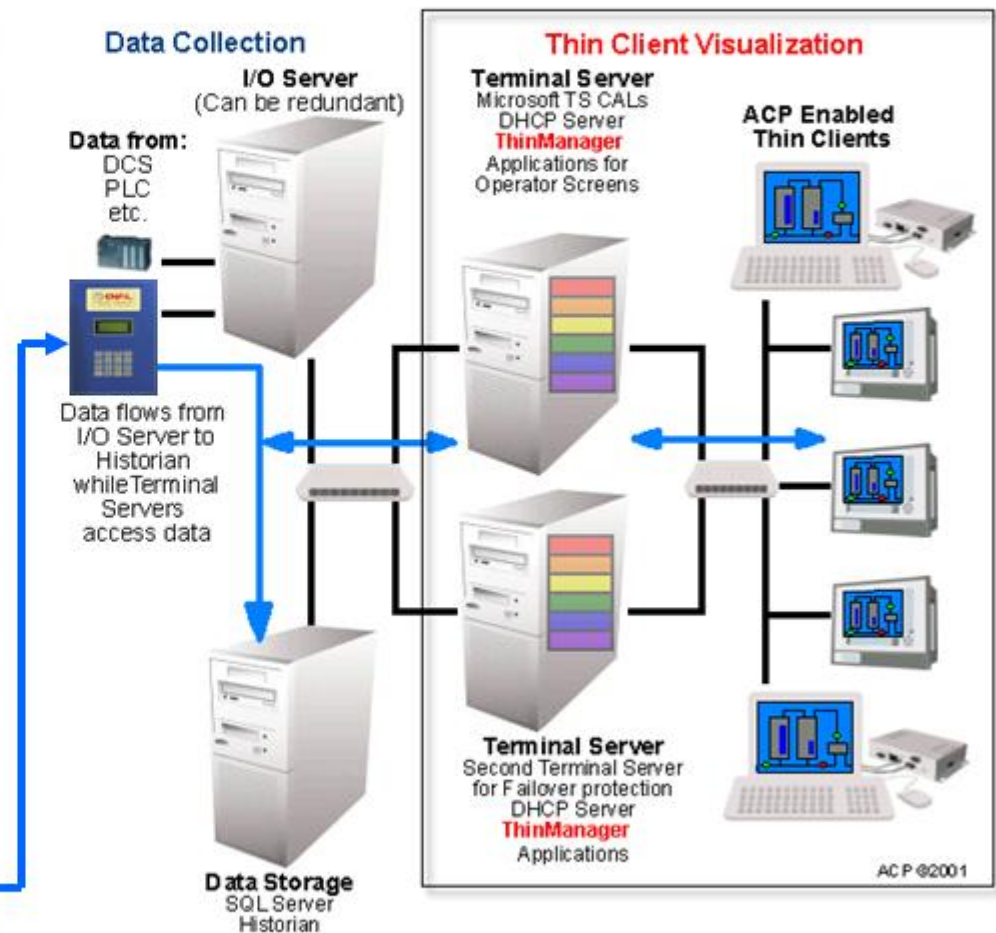 Data Collection
I/O Server
(Can be redundant)
Data from:
DCS
PLC
etc.
Data flows from
I/O Server to
Historian
while Terminal
Servers
access data
Data Storage
SQL Server
Historian
Thin Client Visualization
Terminal Server
Microsoft TS CALs
DHCP Server
ThinManager
Applications for
Operator Screens
ACP Enabled
Thin Clients
Terminal Server
Second Terminal Server
for Failover protection
DHCP Server
ThinManager
Applications
ACP ©2001